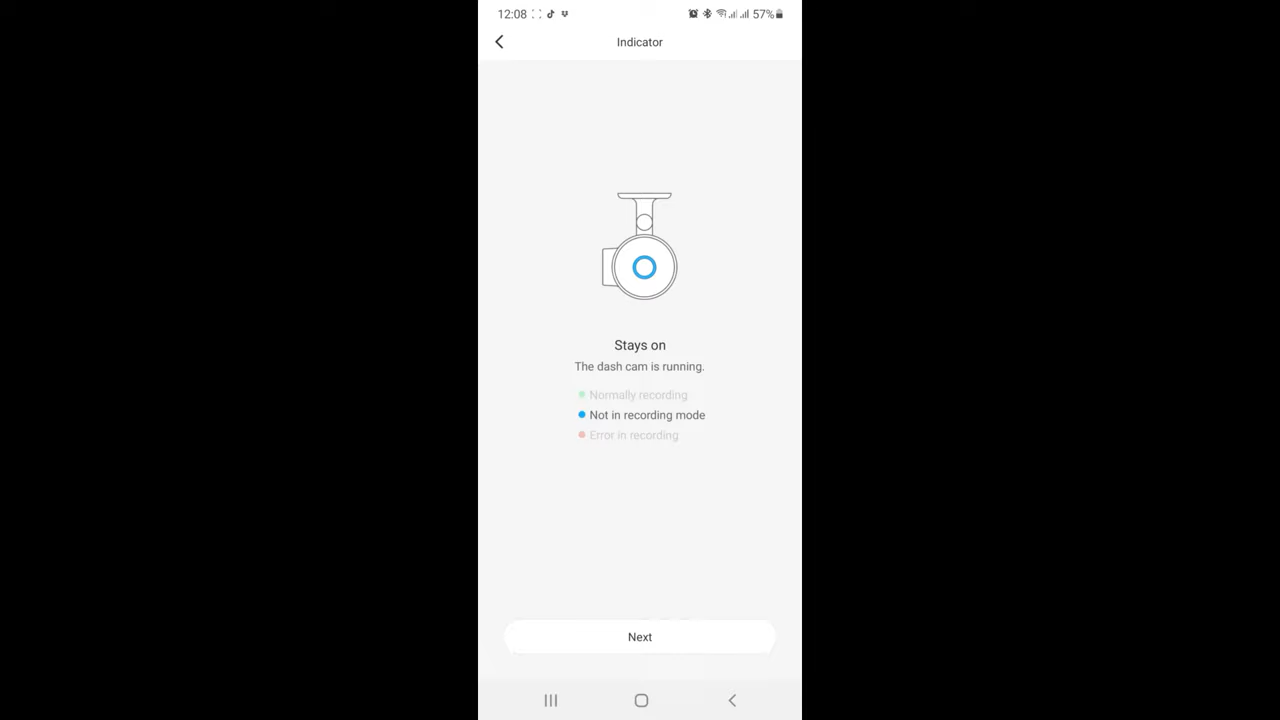 12:08 57%
Indicator
Stays on
The dash cam is running.
Normally recording
Not in recording mode
Error in recording
Next